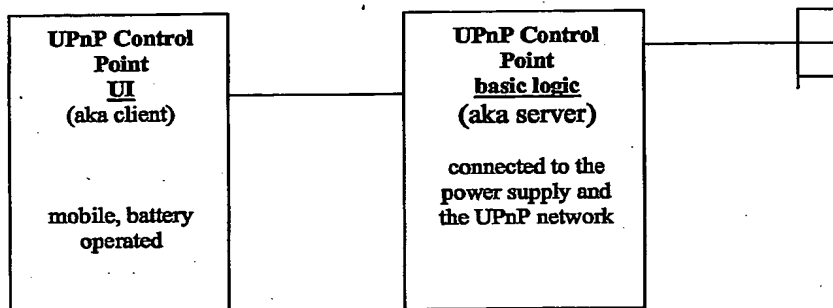 UPnP Control
Point
UI
(aka client)
mobile, battery
operated
UPnP Control
Point
basic logic
(aka server)
connected to the
power supply and
the UPnP network